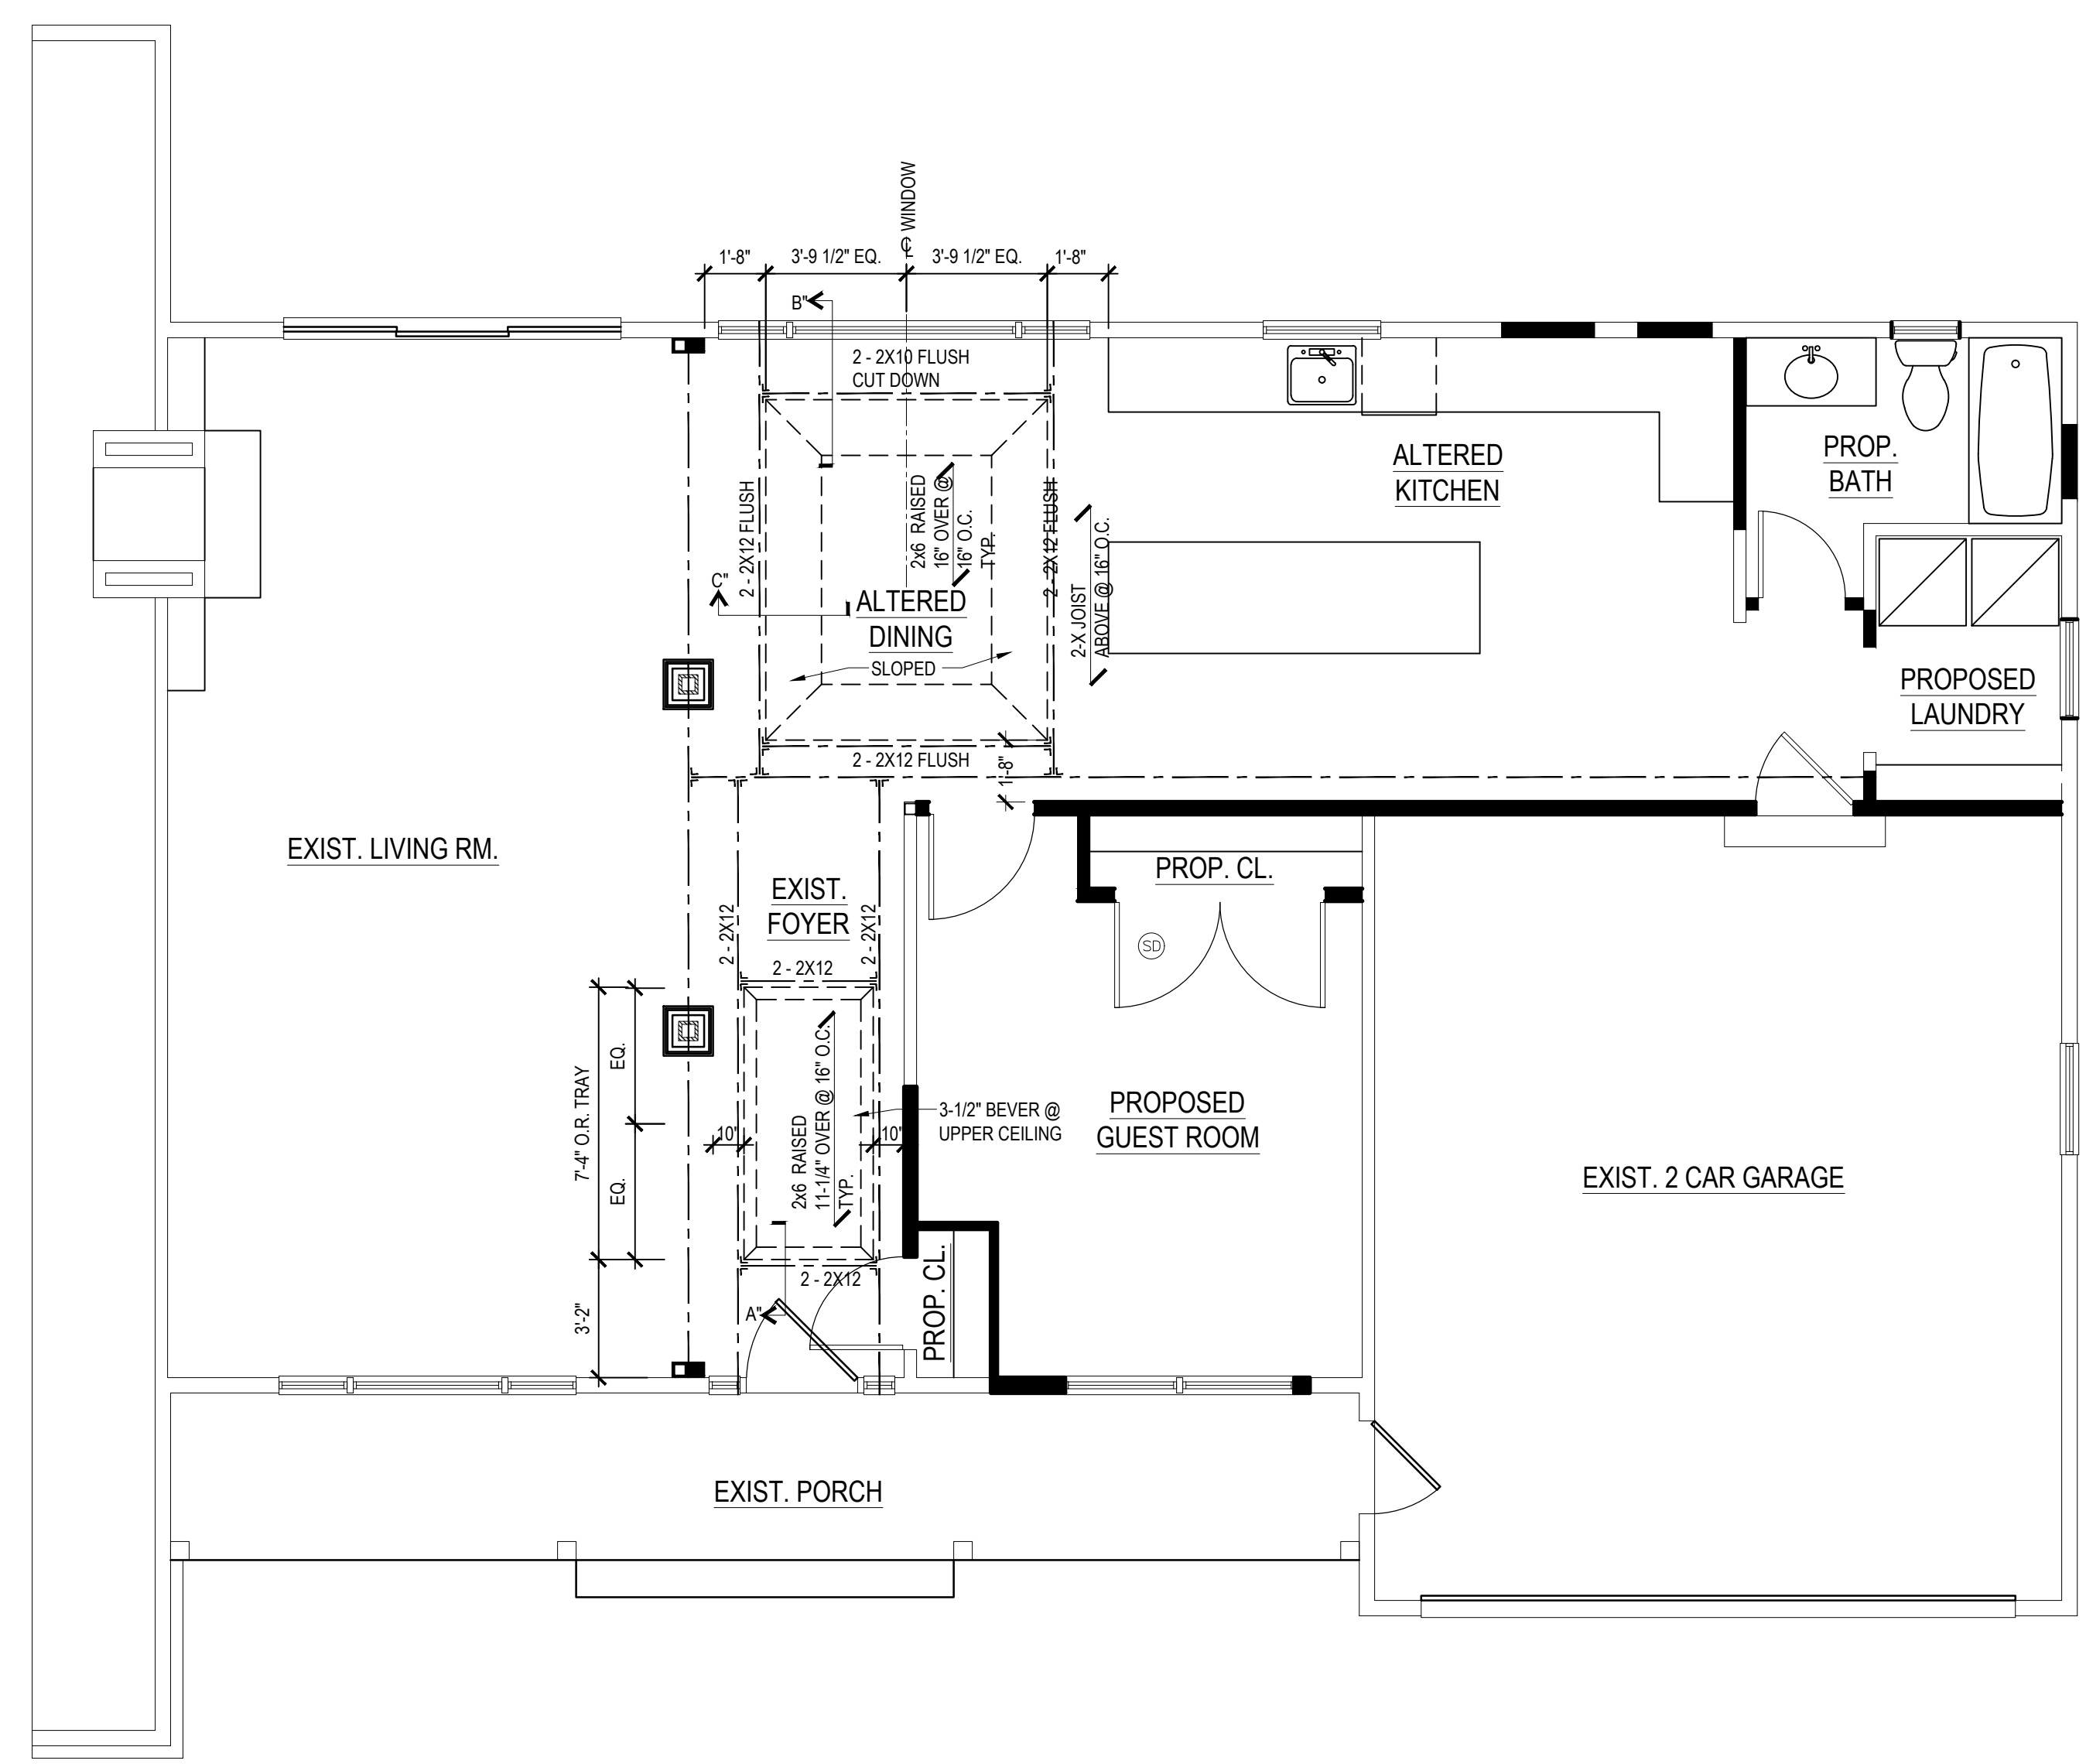 ℄ WINDOW
1'-8"
3'-9 1/2" EQ.
3'-9 1/2" EQ.
1'-8"
B"
2 - 2X10 FLUSH
CUT DOWN
2 - 2X12 FLUSH
2x6 RAISED
16" OVER @
16" O.C.
TYP.
2 - 2X12 FLUSH
C"
ALTERED
DINING
SLOPED
2 - 2X12 FLUSH
1'-8"
2-X JOIST
ABOVE @ 16" O.C.
ALTERED
KITCHEN
PROP.
BATH
PROPOSED
LAUNDRY
EXIST. LIVING RM.
EXIST.
FOYER
2 - 2X12
2 - 2X12
2 - 2X12
PROP. CL.
SD
7'-4" O.R. TRAY
EQ.
EQ.
3'-2"
10"
10"
2x6 RAISED
11-1/4" OVER @ 16" O.C.
TYP.
3-1/2" BEVER @
UPPER CEILING
PROPOSED
GUEST ROOM
EXIST. 2 CAR GARAGE
2 - 2X12
A"
PROP. CL.
EXIST. PORCH